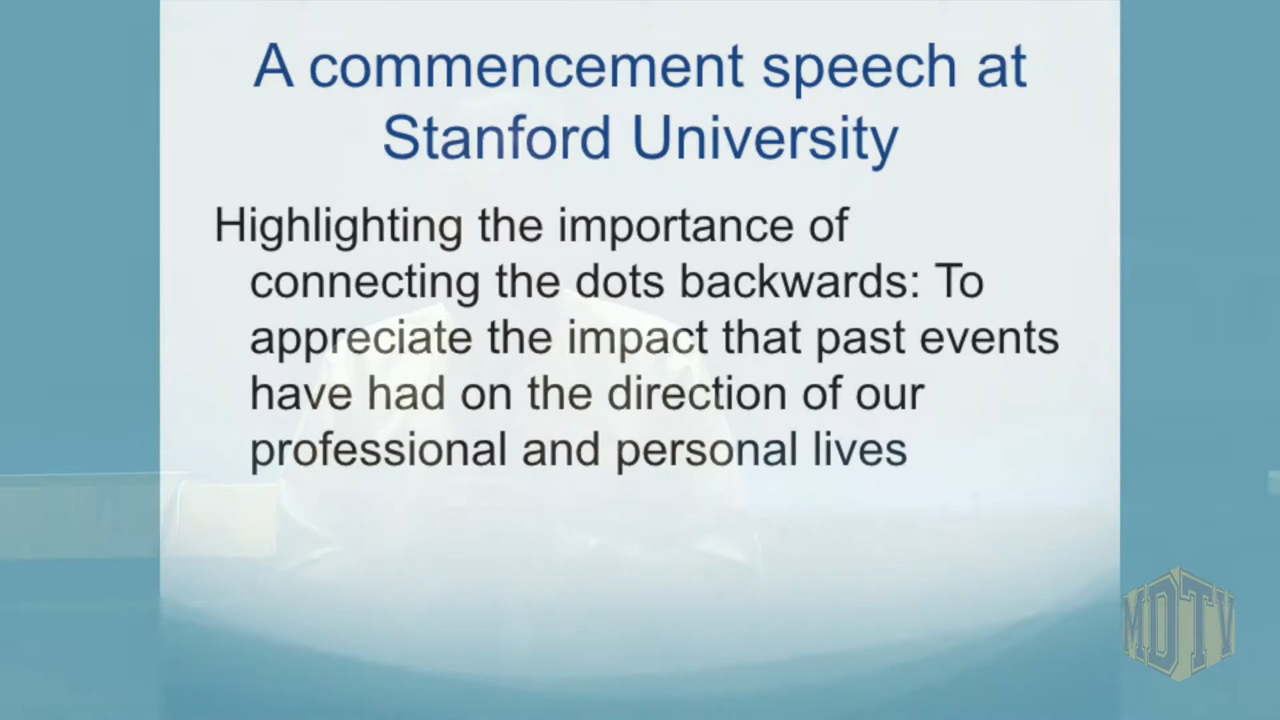 A commencement speech at
Stanford University
Highlighting the importance of
connecting the dots backwards: To
appreciate the impact that past events
have had on the direction of our
professional and personal lives
MDTV